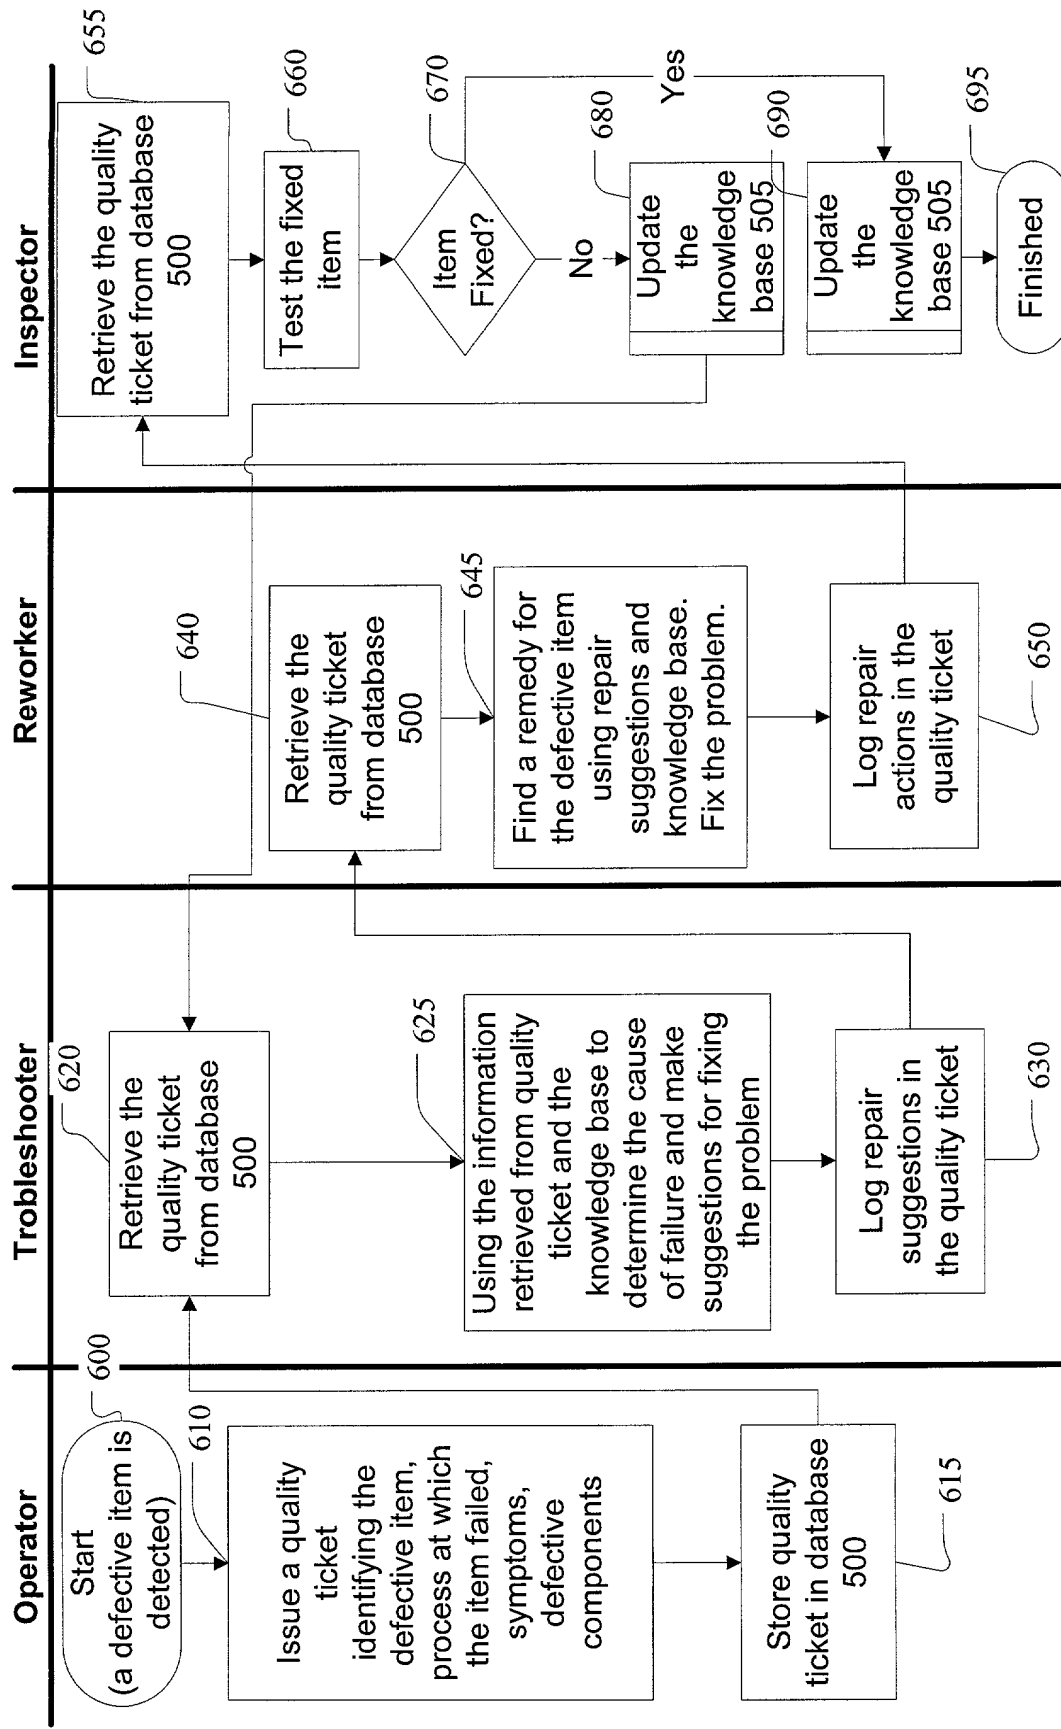 Operator
600
Start
(a defective item is
detected)
610
Issue a quality
ticket
identifying the
defective item,
process at which
the item failed,
symptoms,
defective
components
Store quality
ticket in database
500
615
Trobleshooter
620
Retrieve the
quality ticket
from database
500
625
Using the information
retrieved from quality
ticket and the
knowledge base to
determine the cause
of failure and make
suggestions for fixing
the problem
Log repair
suggestions in
the quality ticket
630
Reworker
640
Retrieve the
quality ticket
from database
500
645
Find a remedy for
the defective item
using repair
suggestions and
knowledge base.
Fix the problem.
Log repair
actions in the
quality ticket
650
Inspector
655
Retrieve the quality
ticket from database
500
660
Test the fixed
item
670
Item
Fixed?
No
Yes
680
Update
the
knowledge
base 505
690
Update
the
knowledge
base 505
695
Finished